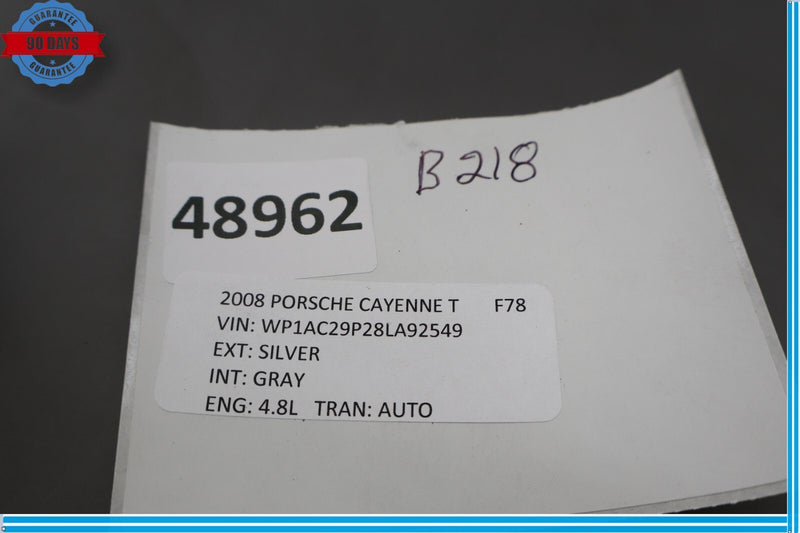 GUARANTEE
90 DAYS
GUARANTEE
B 218
48962
2008 PORSCHE CAYENNE T F78
VIN: WP1AC29P28LA92549
EXT: SILVER
INT: GRAY
ENG: 4.8L TRAN: AUTO